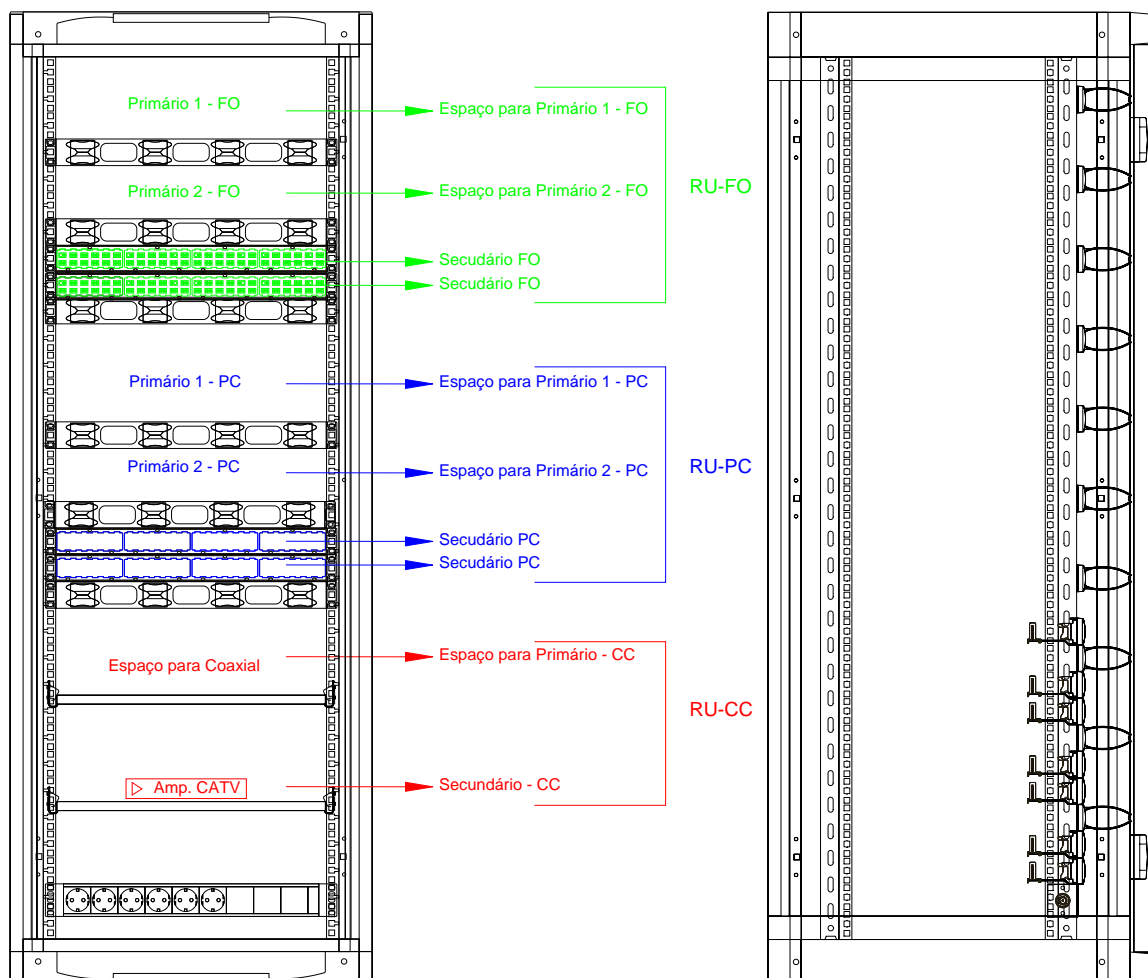 Primário 1 - FO
Espaço para Primário 1 - FO
Primário 2 - FO
Espaço para Primário 2 - FO
RU-FO
Secudário FO
Secudário FO
Primário 1 - PC
Espaço para Primário 1 - PC
Primário 2 - PC
Espaço para Primário 2 - PC
RU-PC
Secudário PC
Secudário PC
Espaço para Coaxial
Espaço para Primário - CC
RU-CC
Amp. CATV
Secundário - CC